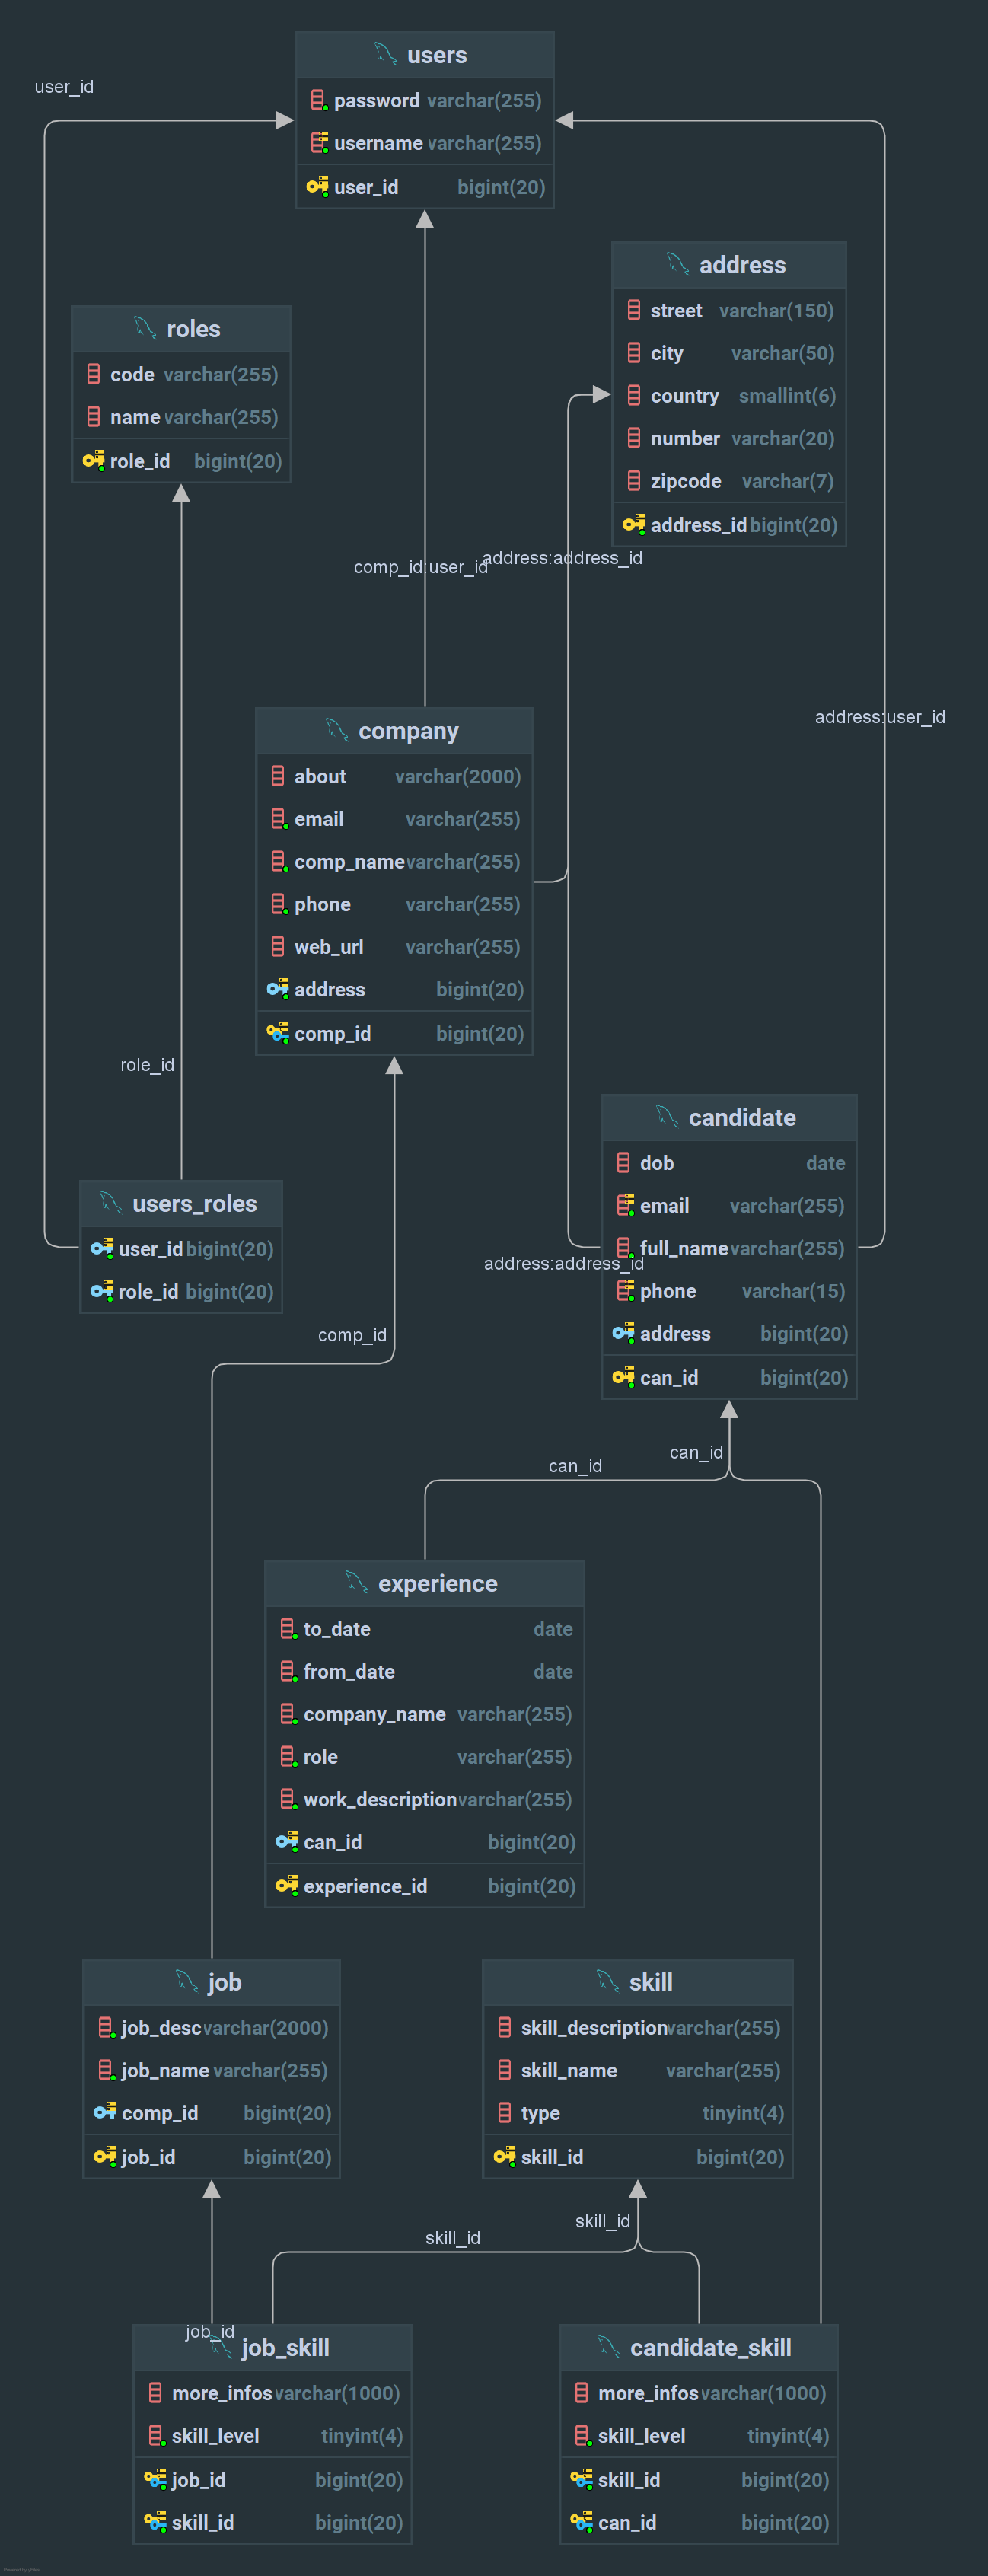 users
user_id
password varchar(255)
username varchar(255)
user_id bigint(20)
address
street varchar(150)
city varchar(50)
country smallint(6)
number varchar(20)
zipcode varchar(7)
address_id bigint(20)
roles
code varchar(255)
name varchar(255)
role_id bigint(20)
comp_id:user_id
address:address_id
address:user_id
company
about varchar(2000)
email varchar(255)
comp_name varchar(255)
phone varchar(255)
web_url varchar(255)
address bigint(20)
comp_id bigint(20)
role_id
candidate
dob date
email varchar(255)
full_name varchar(255)
phone varchar(15)
address bigint(20)
can_id bigint(20)
users_roles
user_id bigint(20)
role_id bigint(20)
address:address_id
comp_id
can_id
can_id
experience
to_date date
from_date date
company_name varchar(255)
role varchar(255)
work_description varchar(255)
can_id bigint(20)
experience_id bigint(20)
job
job_desc varchar(2000)
job_name varchar(255)
comp_id bigint(20)
job_id bigint(20)
skill
skill_description varchar(255)
skill_name varchar(255)
type tinyint(4)
skill_id bigint(20)
skill_id
skill_id
job_id
job_skill
more_infos varchar(1000)
skill_level tinyint(4)
job_id bigint(20)
skill_id bigint(20)
candidate_skill
more_infos varchar(1000)
skill_level tinyint(4)
skill_id bigint(20)
can_id bigint(20)
Powered by yFiles